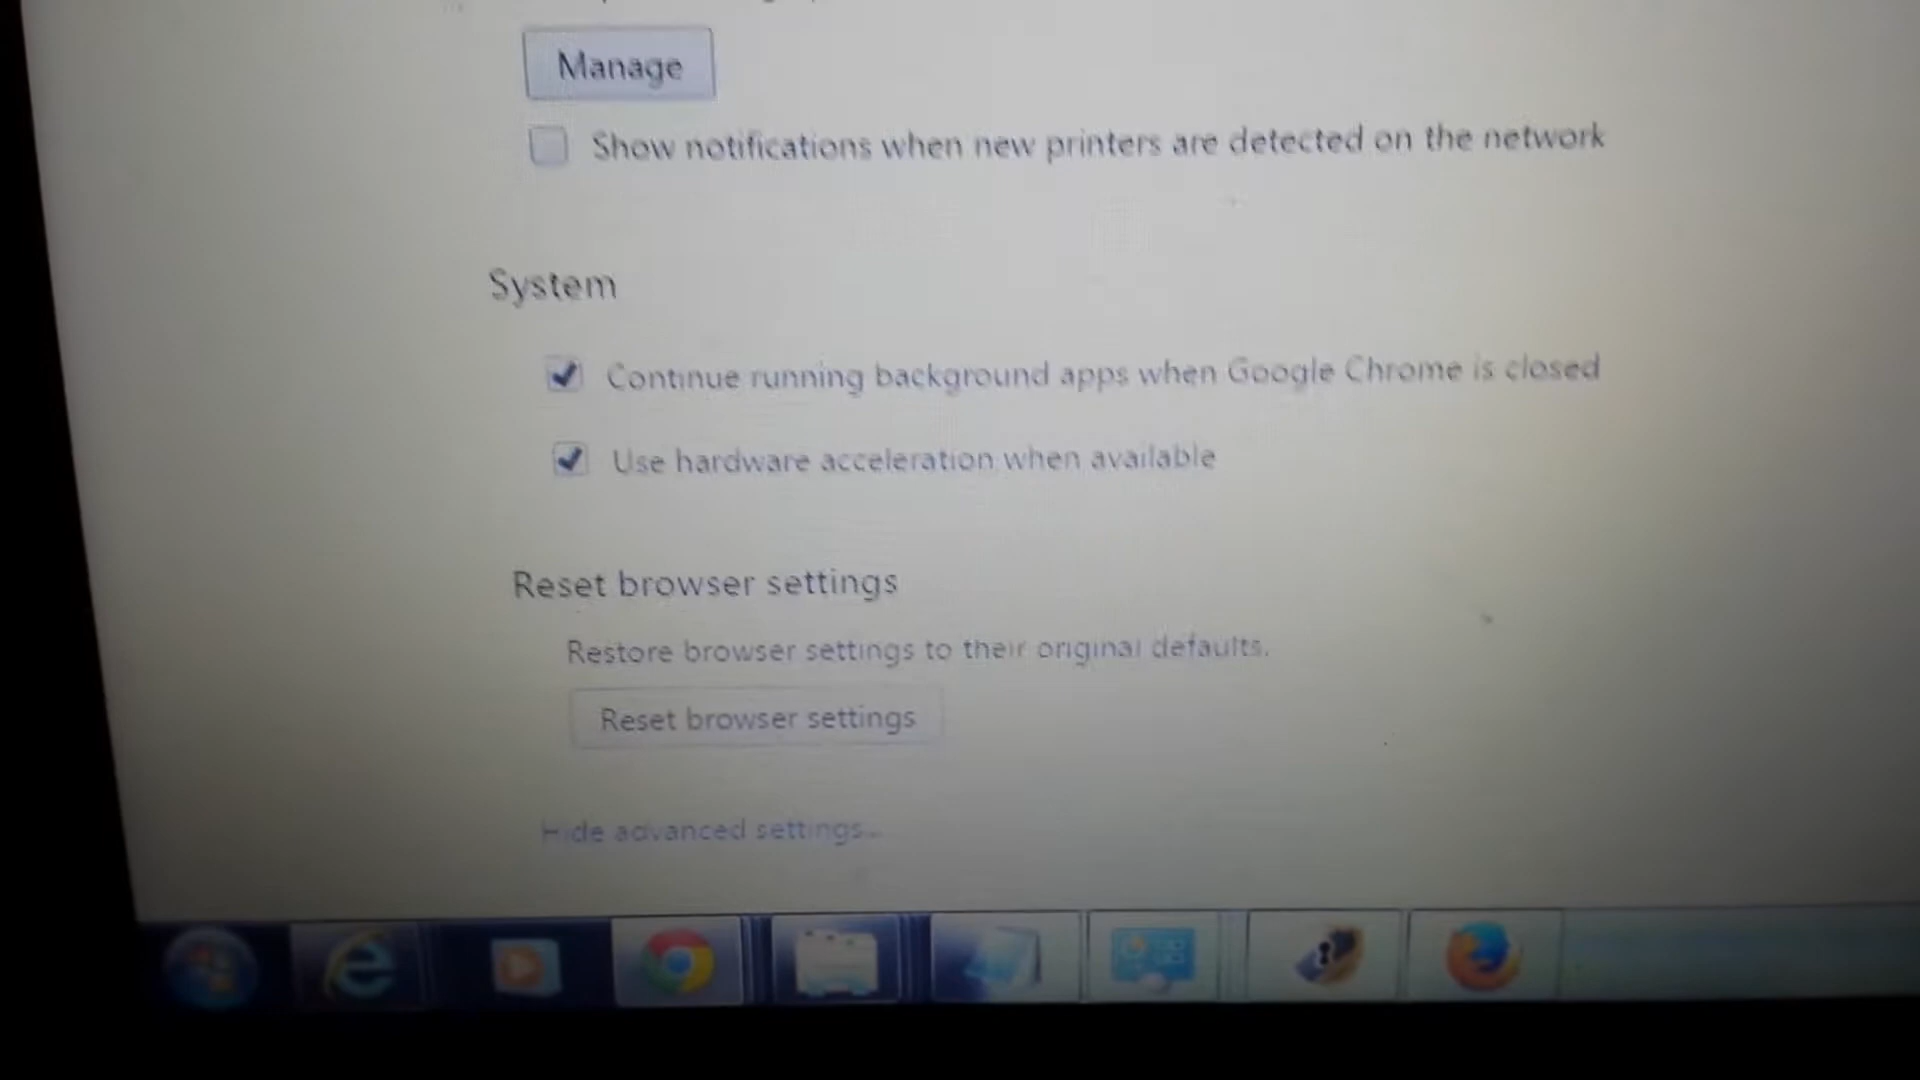 Manage
Show notifications when new printers are detected on the network
System
Continue running background apps when Google Chrome is closed
Use hardware acceleration when available
Reset browser settings
Restore browser settings to their original defaults.
Reset browser settings
Hide advanced settings...